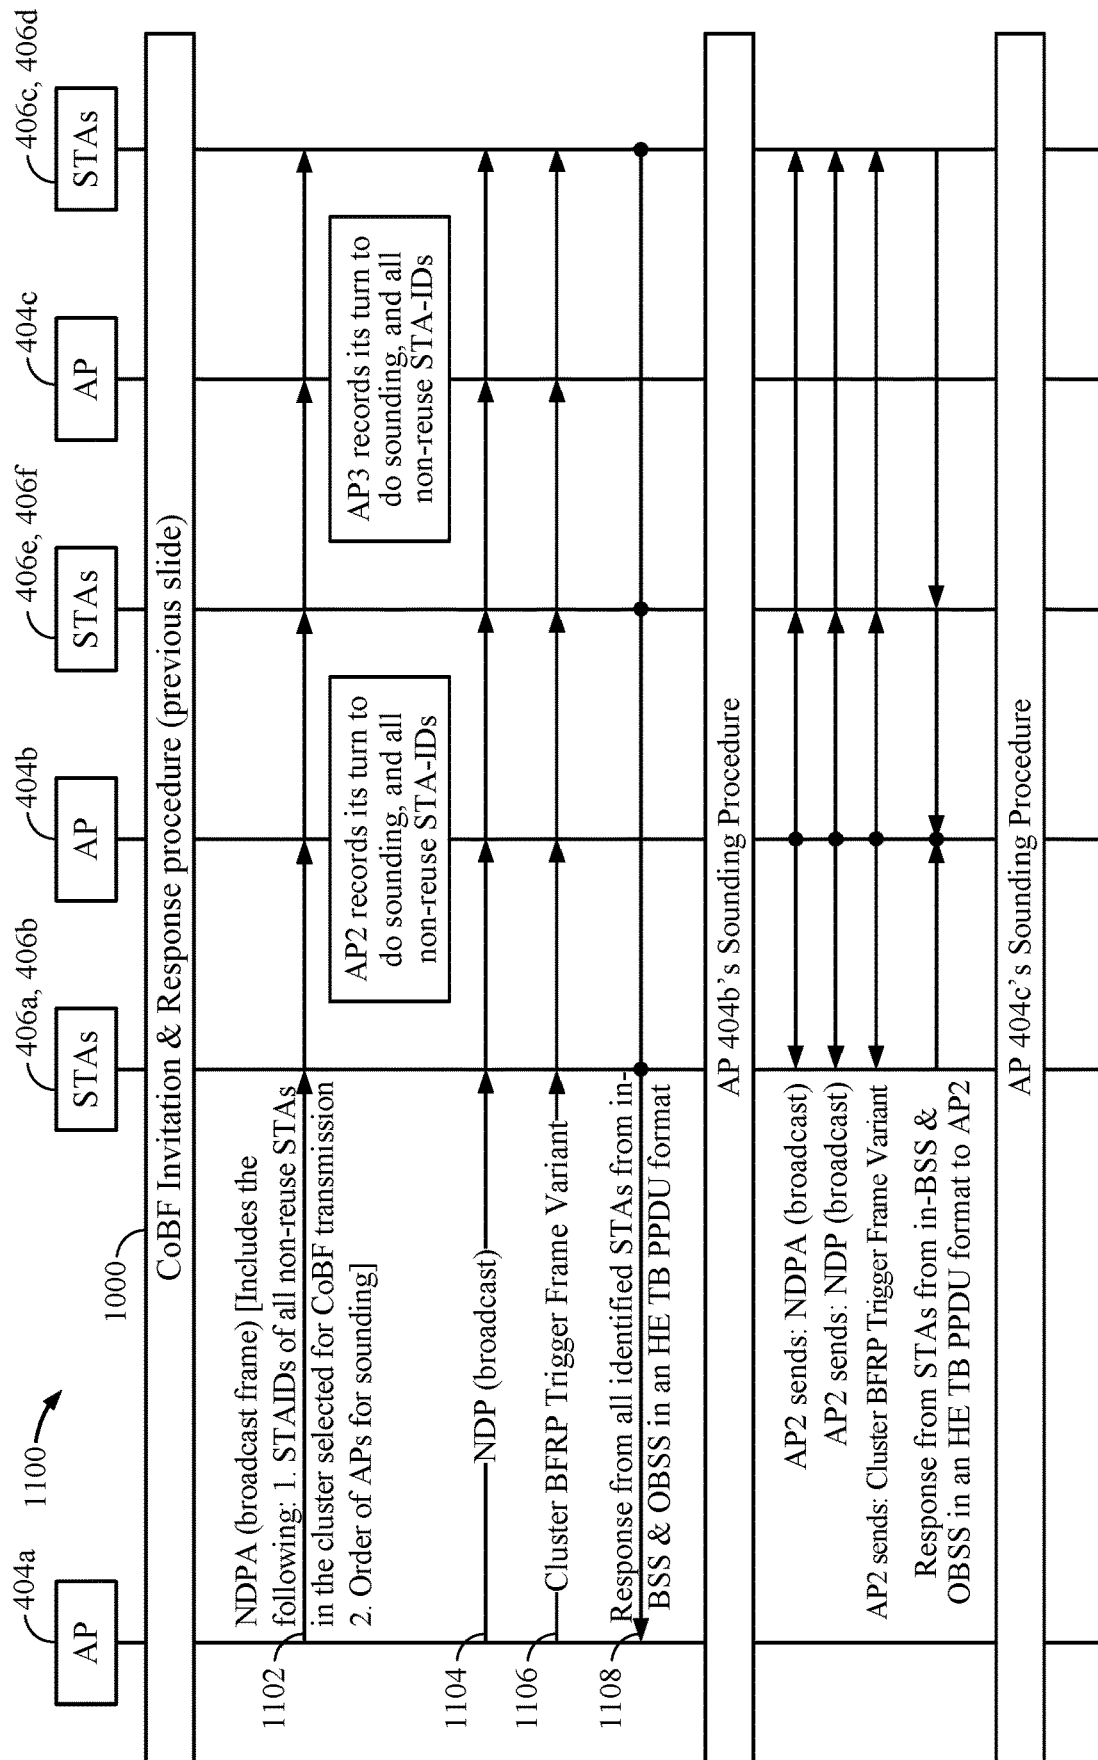 1100
AP
404a
STAs
406a, 406b
AP
404b
STAs
406e, 406f
AP
404c
STAs
406c, 406d
1000
CoBF Invitation & Response procedure (previous slide)
NDPA (broadcast frame) [Includes the
following: 1. STAIDs of all non-reuse STAs
in the cluster selected for CoBF transmission
2. Order of APs for sounding]
1102
AP2 records its turn to
do sounding, and all
non-reuse STA-IDs
AP3 records its turn to
do sounding, and all
non-reuse STA-IDs
1104
NDP (broadcast)
1106
Cluster BFRP Trigger Frame Variant
1108
Response from all identified STAs from in-
BSS & OBSS in an HE TB PPDU format
AP 404b's Sounding Procedure
AP2 sends: NDPA (broadcast)
AP2 sends: NDP (broadcast)
AP2 sends: Cluster BFRP Trigger Frame Variant
Response from STAs from in-BSS &
OBSS in an HE TB PPDU format to AP2
AP 404c's Sounding Procedure